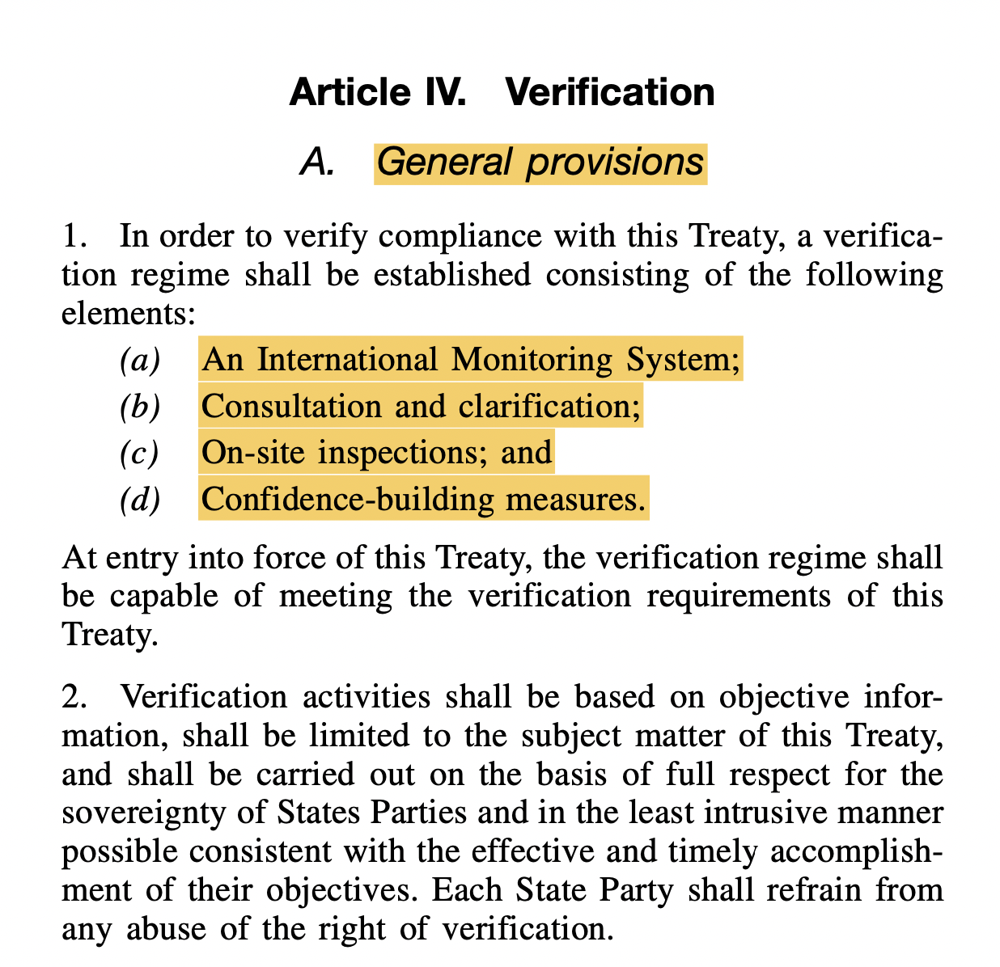 Article IV. Verification
A. General provisions
1. In order to verify compliance with this Treaty, a verifica-
tion regime shall be established consisting of the following
elements:
(a) An International Monitoring System;
(b) Consultation and clarification;
(c) On-site inspections; and
(d) Confidence-building measures.
At entry into force of this Treaty, the verification regime shall
be capable of meeting the verification requirements of this
Treaty.
2. Verification activities shall be based on objective infor-
mation, shall be limited to the subject matter of this Treaty,
and shall be carried out on the basis of full respect for the
sovereignty of States Parties and in the least intrusive manner
possible consistent with the effective and timely accomplish-
ment of their objectives. Each State Party shall refrain from
any abuse of the right of verification.